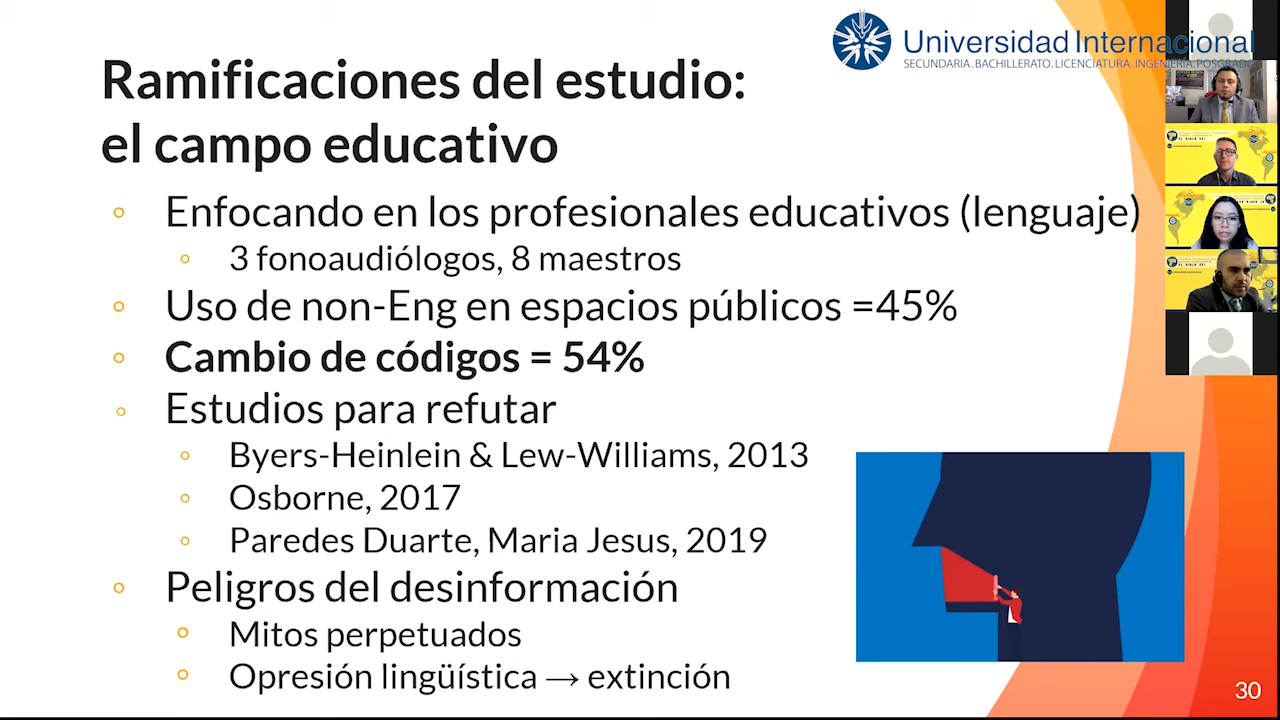 Universidad Internacional
SECUNDARIA.BACHILLERATO.LICENCIATURA.INGENIERÍA.POSGRADO
Ramificaciones del estudio:
el campo educativo
Enfocando en los profesionales educativos (lenguaje)
3 fonoaudiólogos, 8 maestros
Uso de non-Eng en espacios públicos =45%
Cambio de códigos = 54%
Estudios para refutar
Byers-Heinlein & Lew-Williams, 2013
Osborne, 2017
Paredes Duarte, Maria Jesus, 2019
Peligros del desinformación
Mitos perpetuados
Opresión lingüística → extinción
30